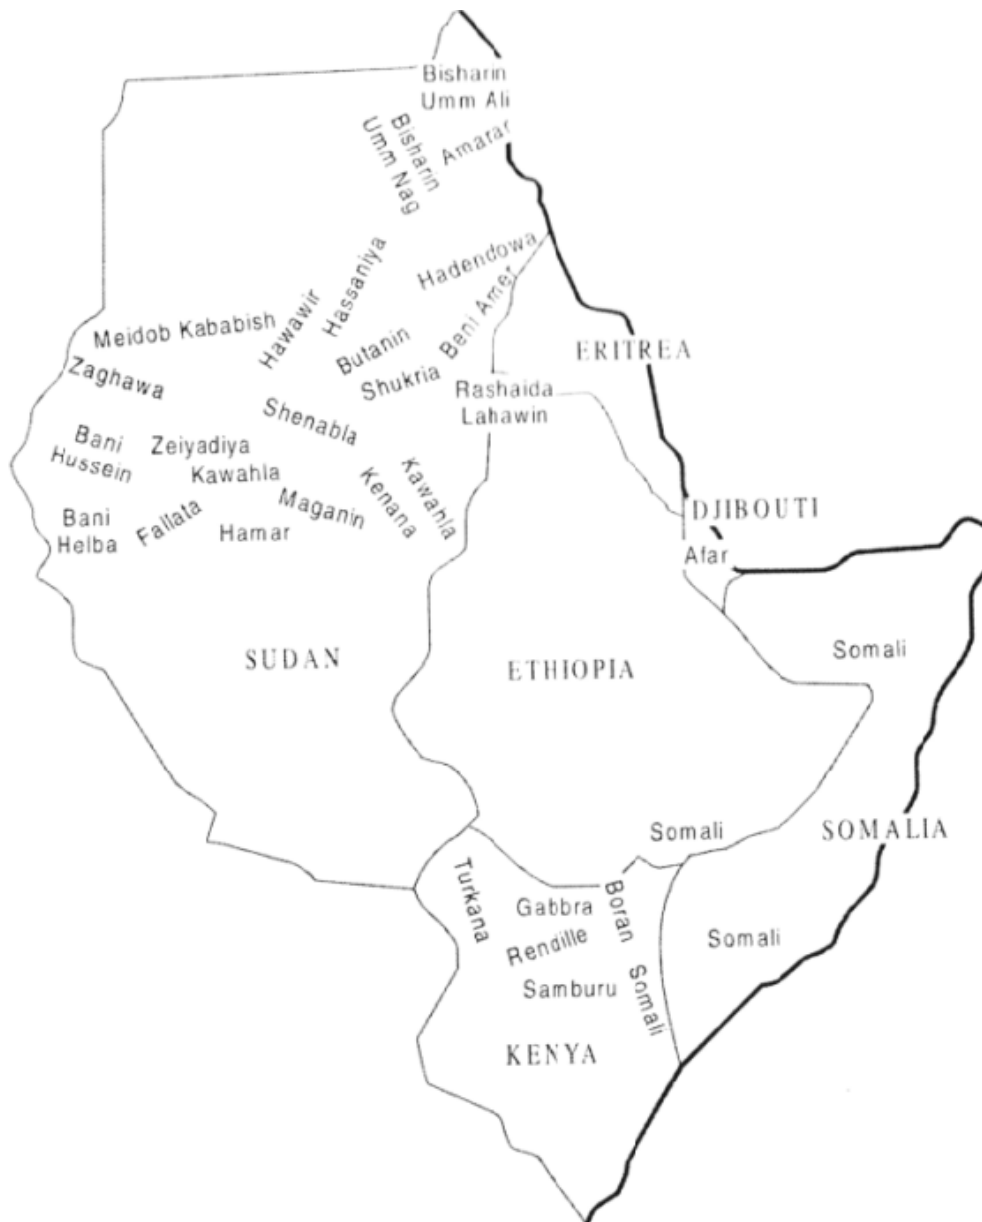 Bisharin
Umm Ali
Bisharin
Umm Nag
Amarar
Hassaniya
Hadendowa
Hawawir
Beni Amer
Meidob Kababish
Butanin
ERITREA
Zaghawa
Shukria
Rashaida
Lahawin
Shenabla
Bani
Hussein
Zeiyadiya
Kawahla
Kenana
Kawahla
Maganin
Bani
Helba
Fallata
Hamar
DJIBOUTI
Afar
Somali
SUDAN
ETHIOPIA
Somali
SOMALIA
Turkana
Gabbra
Boran
Rendille
Somali
Samburu
Somali
KENYA